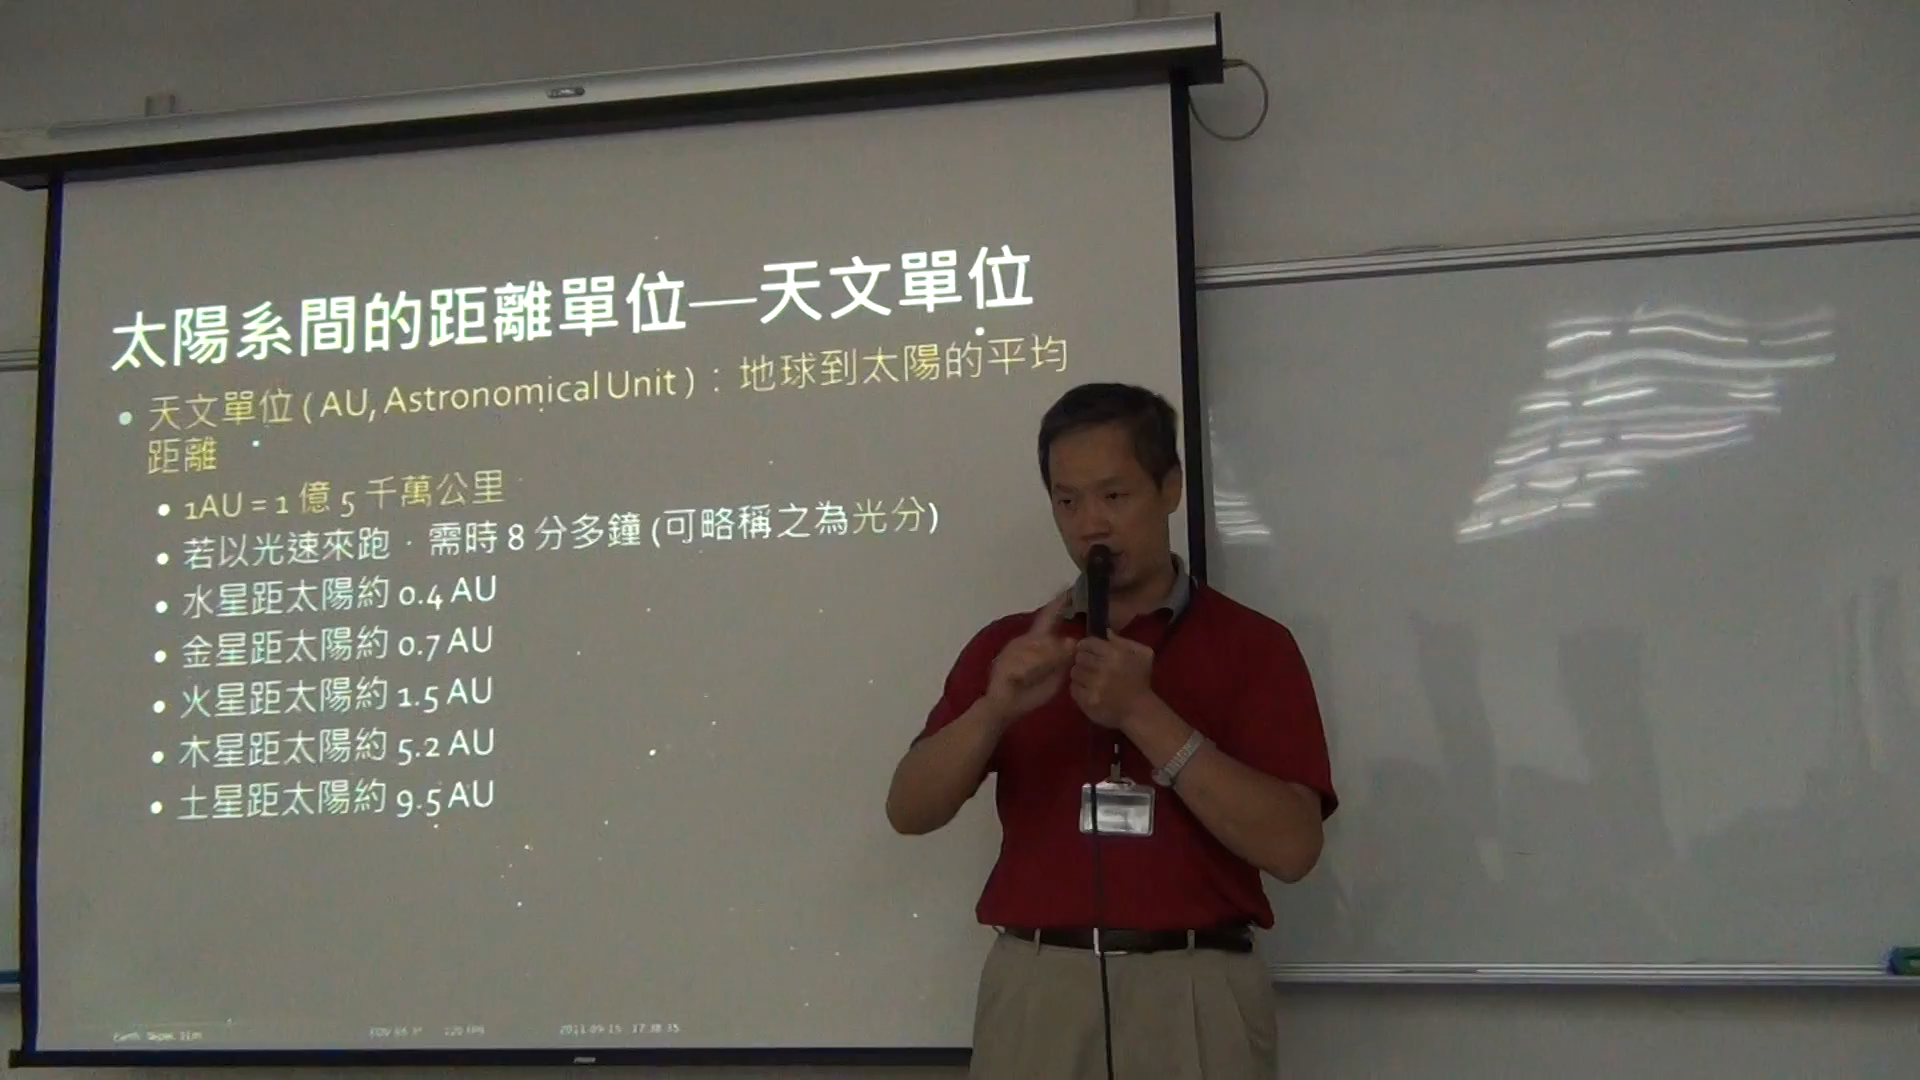 太陽系間的距離單位—天文單位
• 天文單位 ( AU, Astronomical Unit )：地球到太陽的平均
距離
• 1AU = 1 億 5 千萬公里
• 若以光速來跑，需時 8 分多鐘 (可略稱之為光分)
• 水星距太陽約 0.4 AU
• 金星距太陽約 0.7 AU
• 火星距太陽約 1.5 AU
• 木星距太陽約 5.2 AU
• 土星距太陽約 9.5 AU